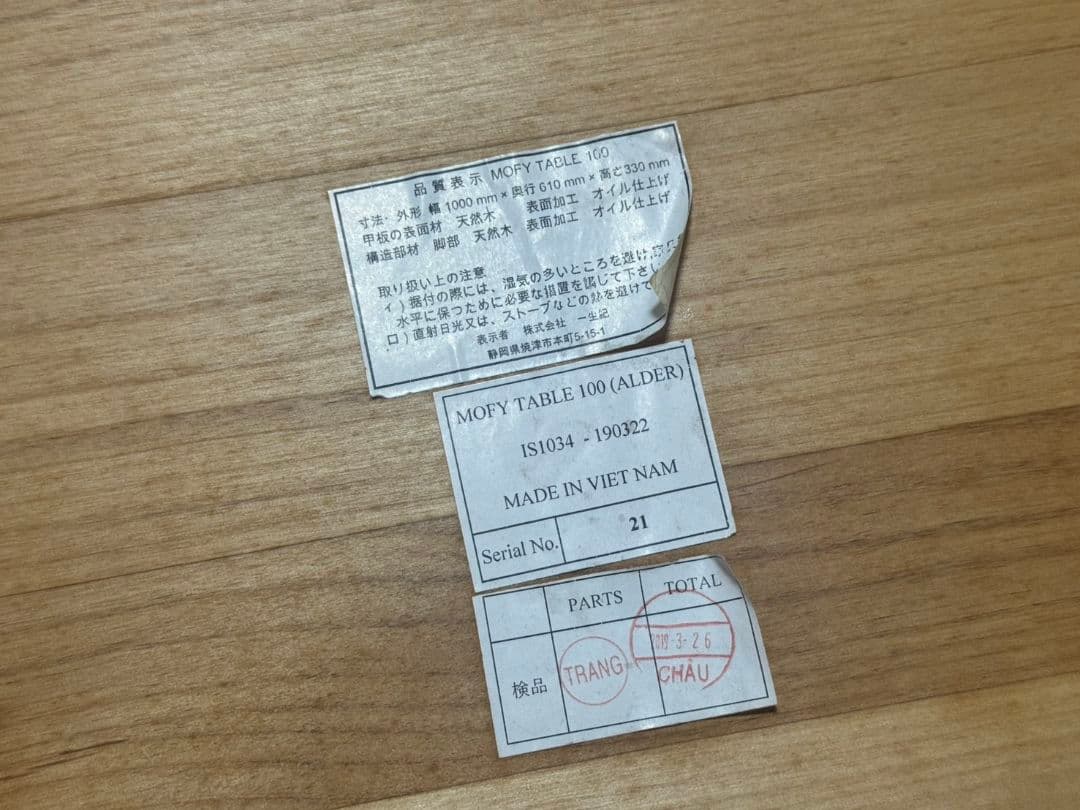 品質表示 MOFY TABLE 100
寸法・外形 幅 1000 mm × 奥行 610 mm × 高さ330 mm
甲板の表面材 天然木 表面加工 オイル仕上げ
構造部材 脚部 天然木 表面加工 オイル仕上げ
取り扱い上の注意
イ）据付の際には、湿気の多いところを避け,
水平に保つために必要な措置を講じて下さい
ロ）直射日光又は、ストーブなどの熱を避けて
表示者 株式会社 一生紀
静岡県焼津市本町5-15-1
MOFY TABLE 100 (ALDER)
IS1034 - 190322
MADE IN VIET NAM
Serial No. 21
PARTS TOTAL
検品 TRANG 2019-3-26
CHÂU